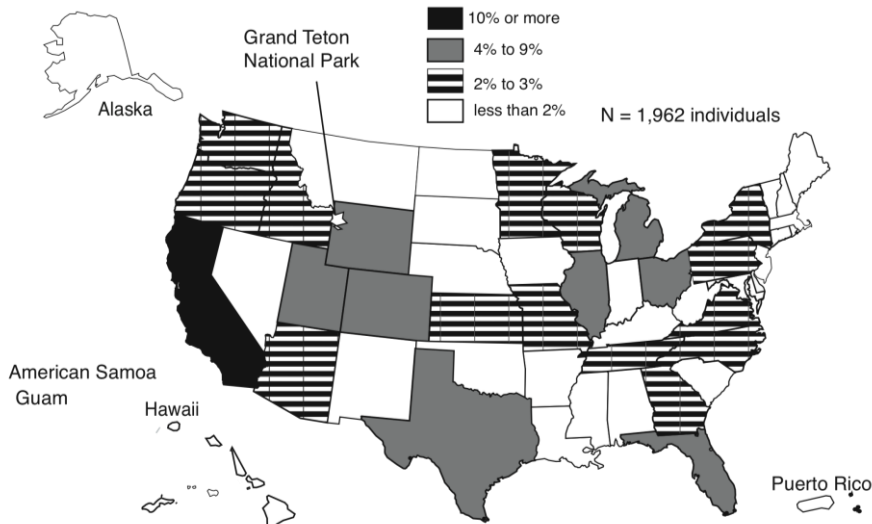 10% or more
4% to 9%
2% to 3%
less than 2%
Grand Teton
National Park
N = 1,962 individuals
Alaska
American Samoa
Guam
Hawaii
Puerto Rico